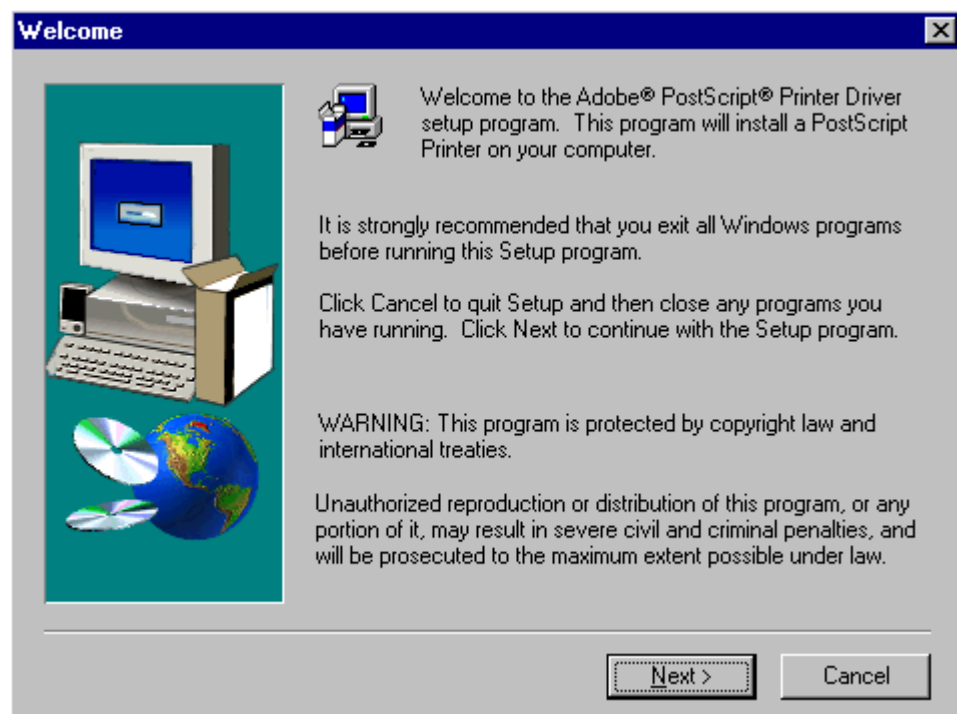 Welcome
Welcome to the Adobe® PostScript® Printer Driver
setup program.  This program will install a PostScript
Printer on your computer.
It is strongly recommended that you exit all Windows programs
before running this Setup program.
Click Cancel to quit Setup and then close any programs you
have running.  Click Next to continue with the Setup program.
WARNING: This program is protected by copyright law and
international treaties.
Unauthorized reproduction or distribution of this program, or any
portion of it, may result in severe civil and criminal penalties, and
will be prosecuted to the maximum extent possible under law.
Next >
Cancel